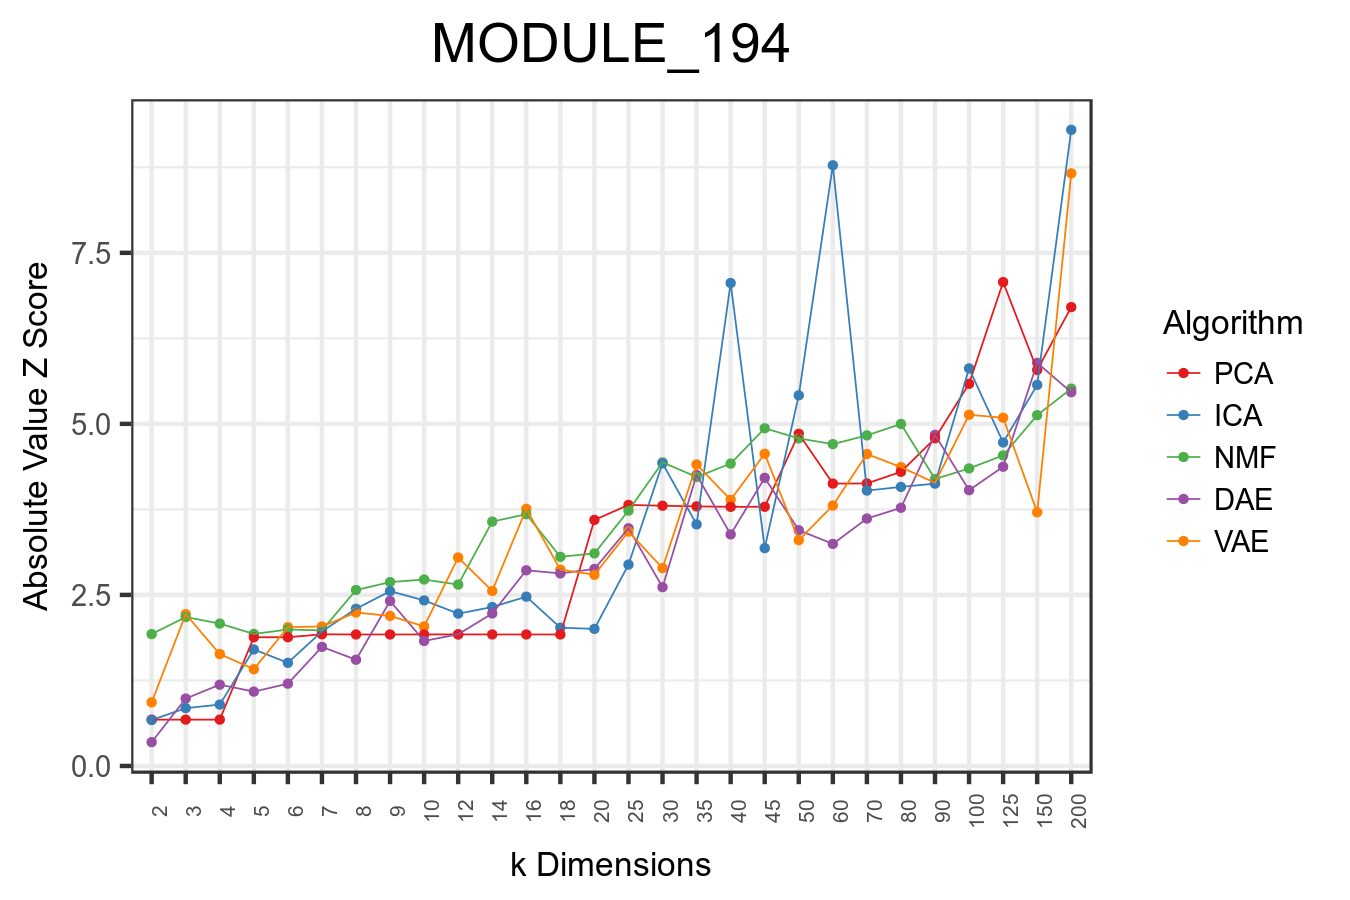 MODULE_194
Absolute Value Z Score
7.5
5.0
2.5
0.0
2 3 4 5 6 7 8 9 10 12 14 16 18 20 25 30 35 40 45 50 60 70 80 90 100 125 150 200
k Dimensions
Algorithm
PCA
ICA
NMF
DAE
VAE